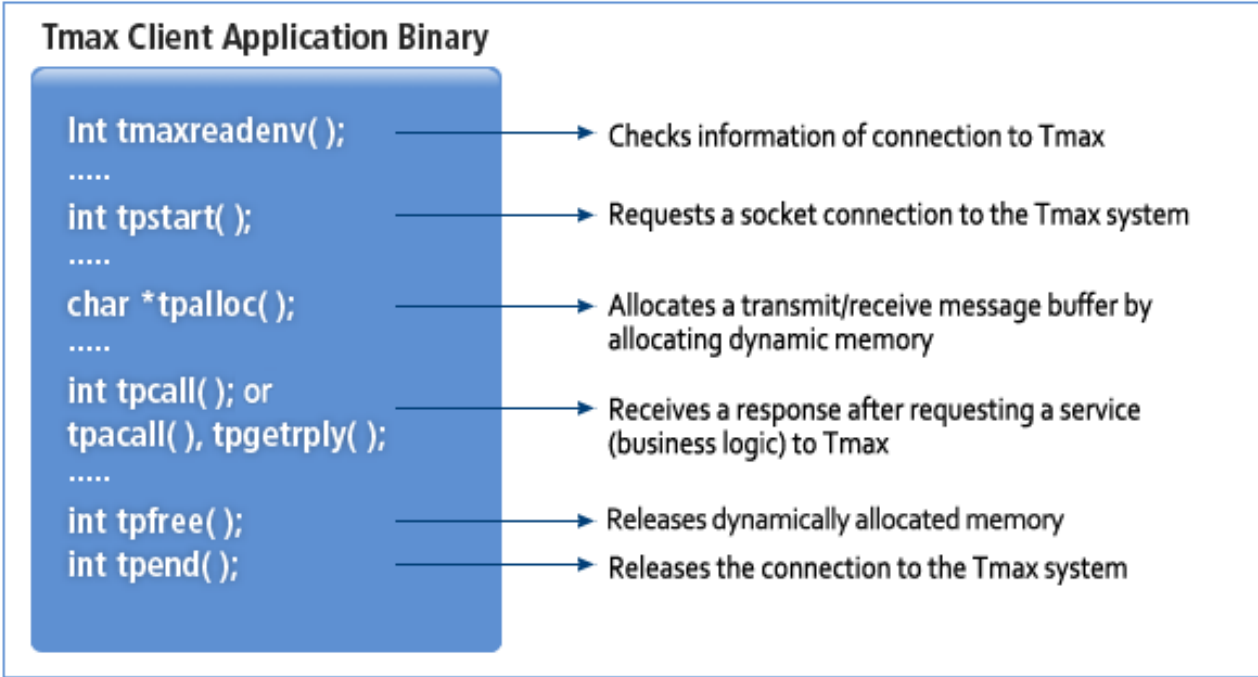 Tmax Client Application Binary
Int tmaxreadenv( );
Checks information of connection to Tmax
.....
int tpstart( );
Requests a socket connection to the Tmax system
.....
char *tpalloc( );
Allocates a transmit/receive message buffer by
allocating dynamic memory
.....
int tpcall( ); or
tpacall( ), tpgetrply( );
Receives a response after requesting a service
(business logic) to Tmax
.....
int tpfree( );
Releases dynamically allocated memory
int tpend( );
Releases the connection to the Tmax system